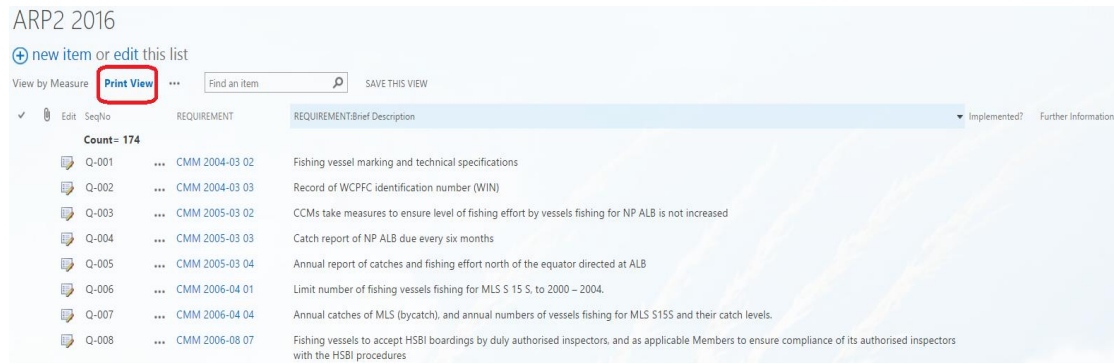 ARP2 2016
new item or edit this list
View by Measure Print View ... Find an item SAVE THIS VIEW
Edit SeqNo REQUIREMENT REQUIREMENT:Brief Description Implemented? Further Information
Count= 174
Q-001 ... CMM 2004-03 02 Fishing vessel marking and technical specifications
Q-002 ... CMM 2004-03 03 Record of WCPFC identification number (WIN)
Q-003 ... CMM 2005-03 02 CCMs take measures to ensure level of fishing effort by vessels fishing for NP ALB is not increased
Q-004 ... CMM 2005-03 03 Catch report of NP ALB due every six months
Q-005 ... CMM 2005-03 04 Annual report of catches and fishing effort north of the equator directed at ALB
Q-006 ... CMM 2006-04 01 Limit number of fishing vessels fishing for MLS S 15 S, to 2000 – 2004.
Q-007 ... CMM 2006-04 04 Annual catches of MLS (bycatch), and annual numbers of vessels fishing for MLS S15S and their catch levels.
Q-008 ... CMM 2006-08 07 Fishing vessels to accept HSBI boardings by duly authorised inspectors, and as applicable Members to ensure compliance of its authorised inspectors
with the HSBI procedures